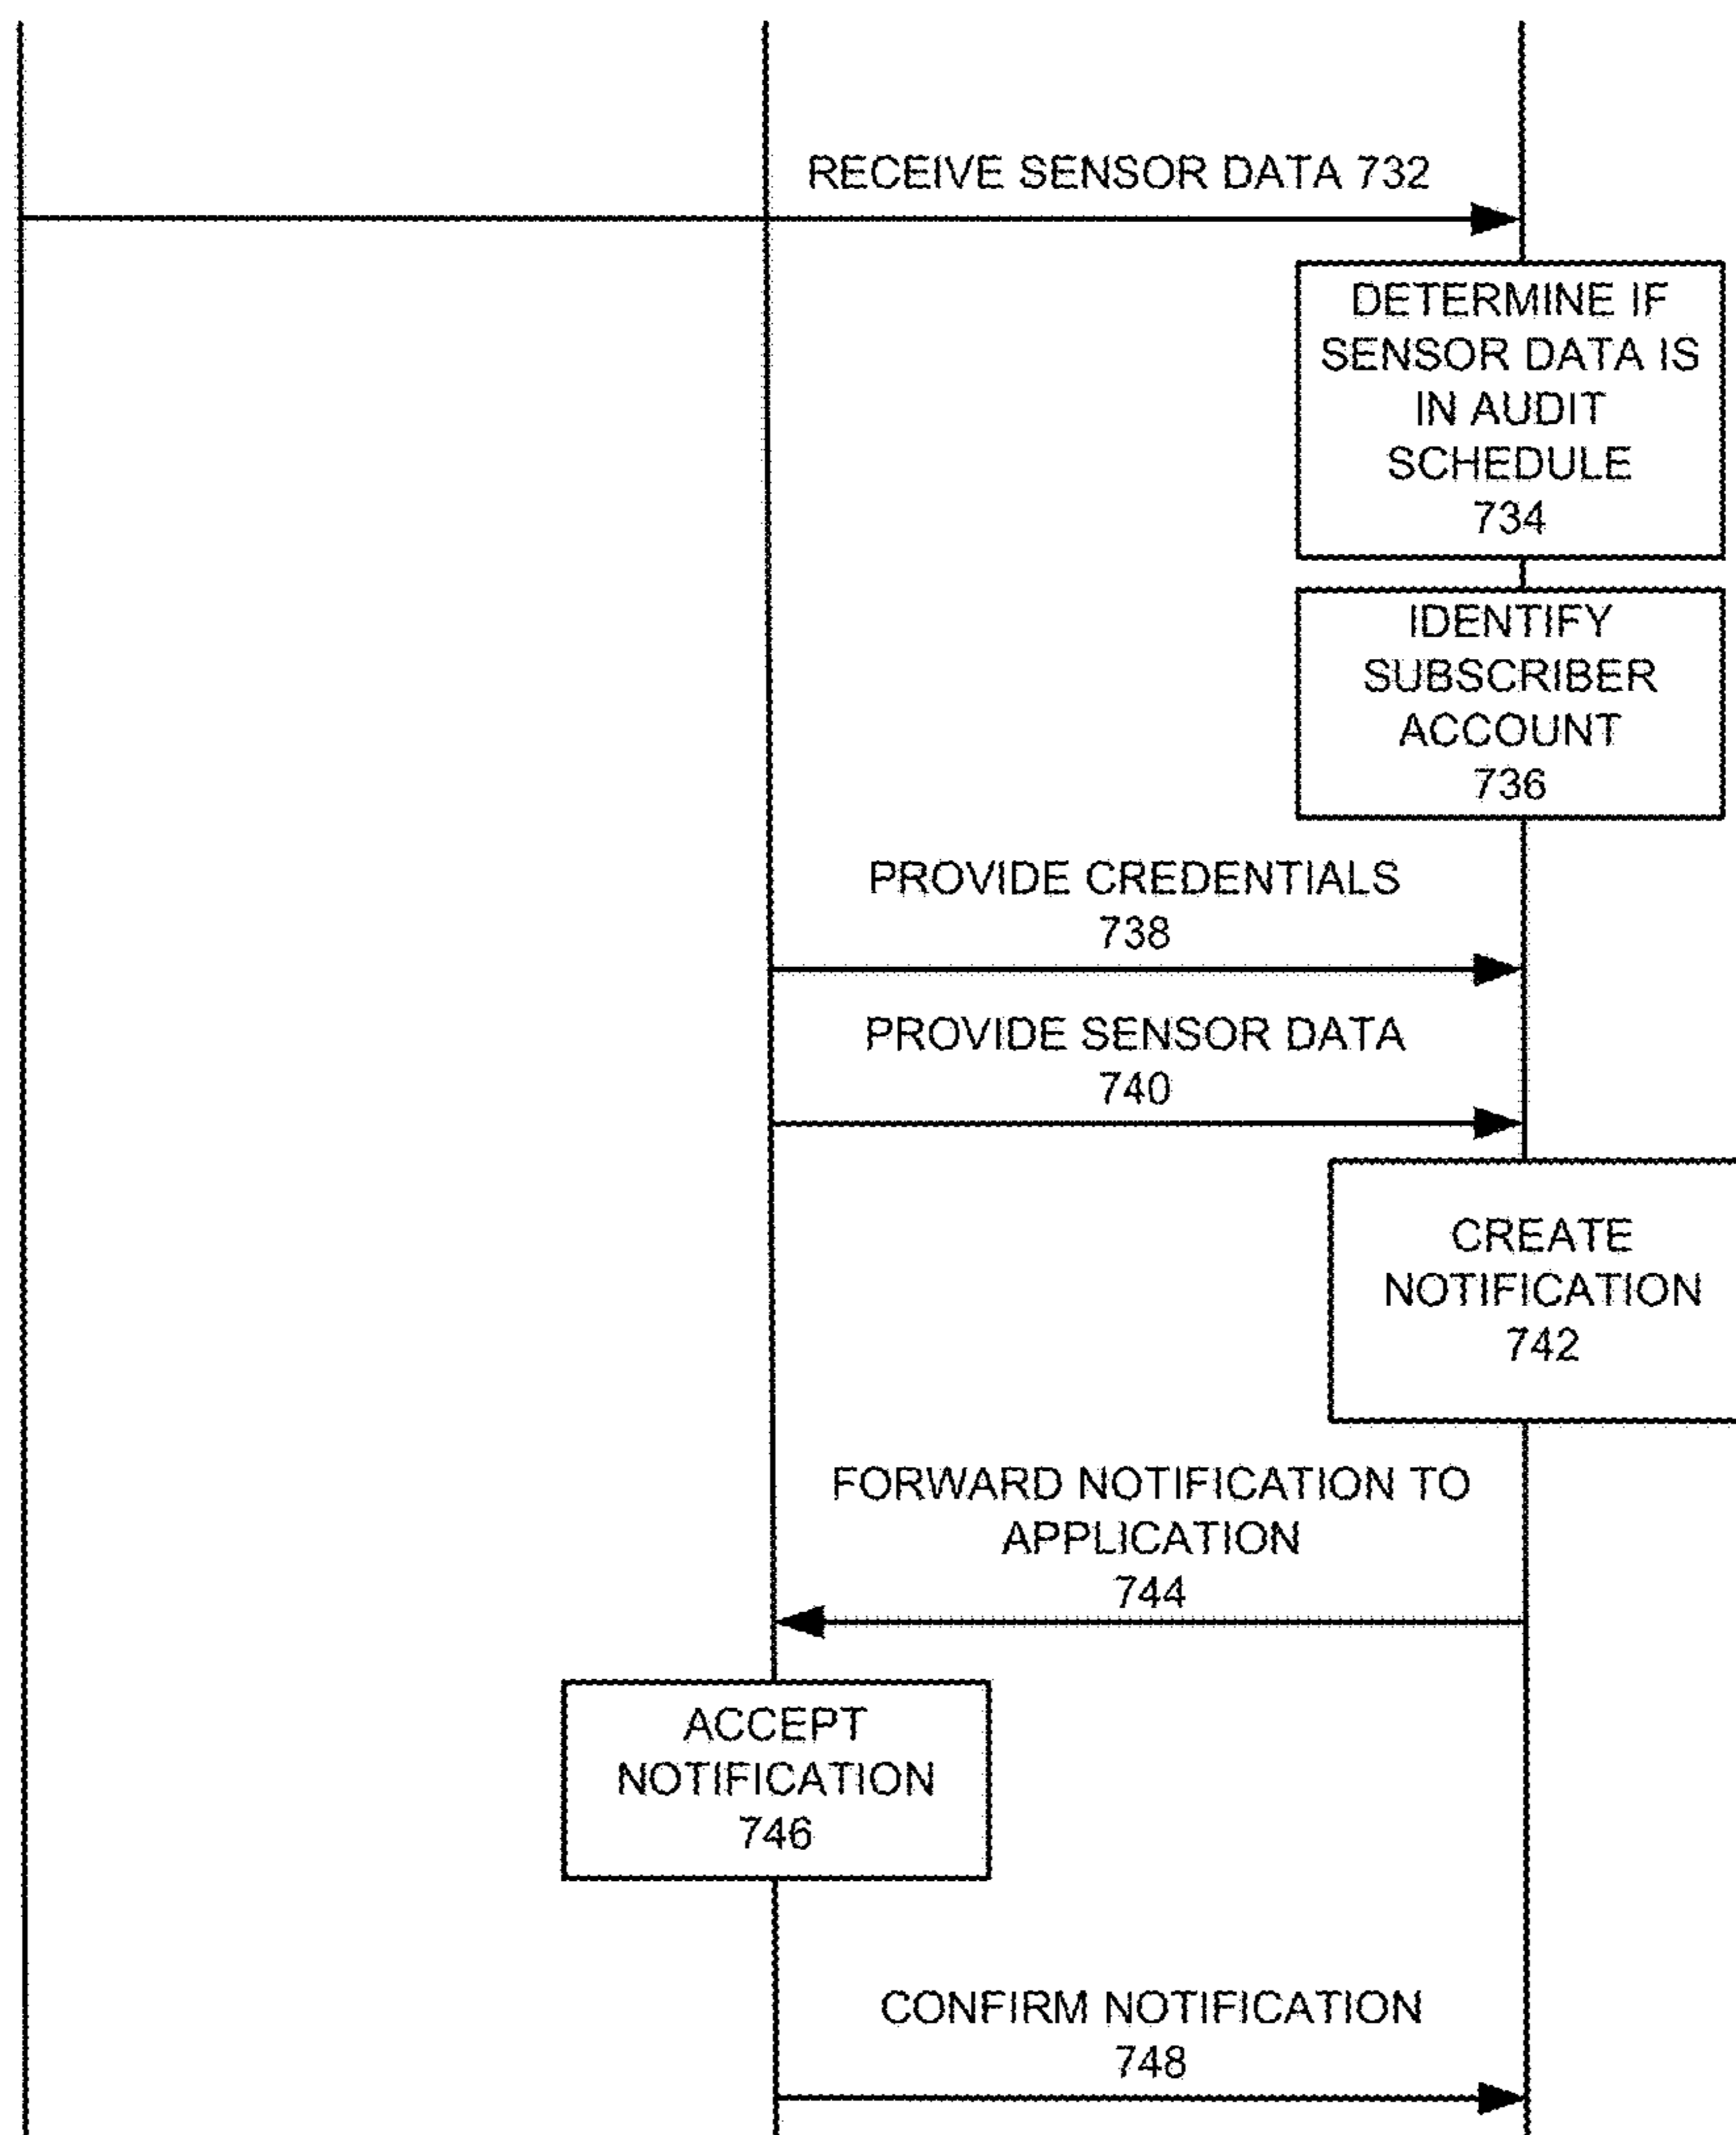 RECEIVE SENSOR DATA 732
DETERMINE IF
SENSOR DATA IS
IN AUDIT
SCHEDULE
734
IDENTIFY
SUBSCRIBER
ACCOUNT
736
PROVIDE CREDENTIALS
738
PROVIDE SENSOR DATA
740
CREATE
NOTIFICATION
742
FORWARD NOTIFICATION TO
APPLICATION
744
ACCEPT
NOTIFICATION
746
CONFIRM NOTIFICATION
748